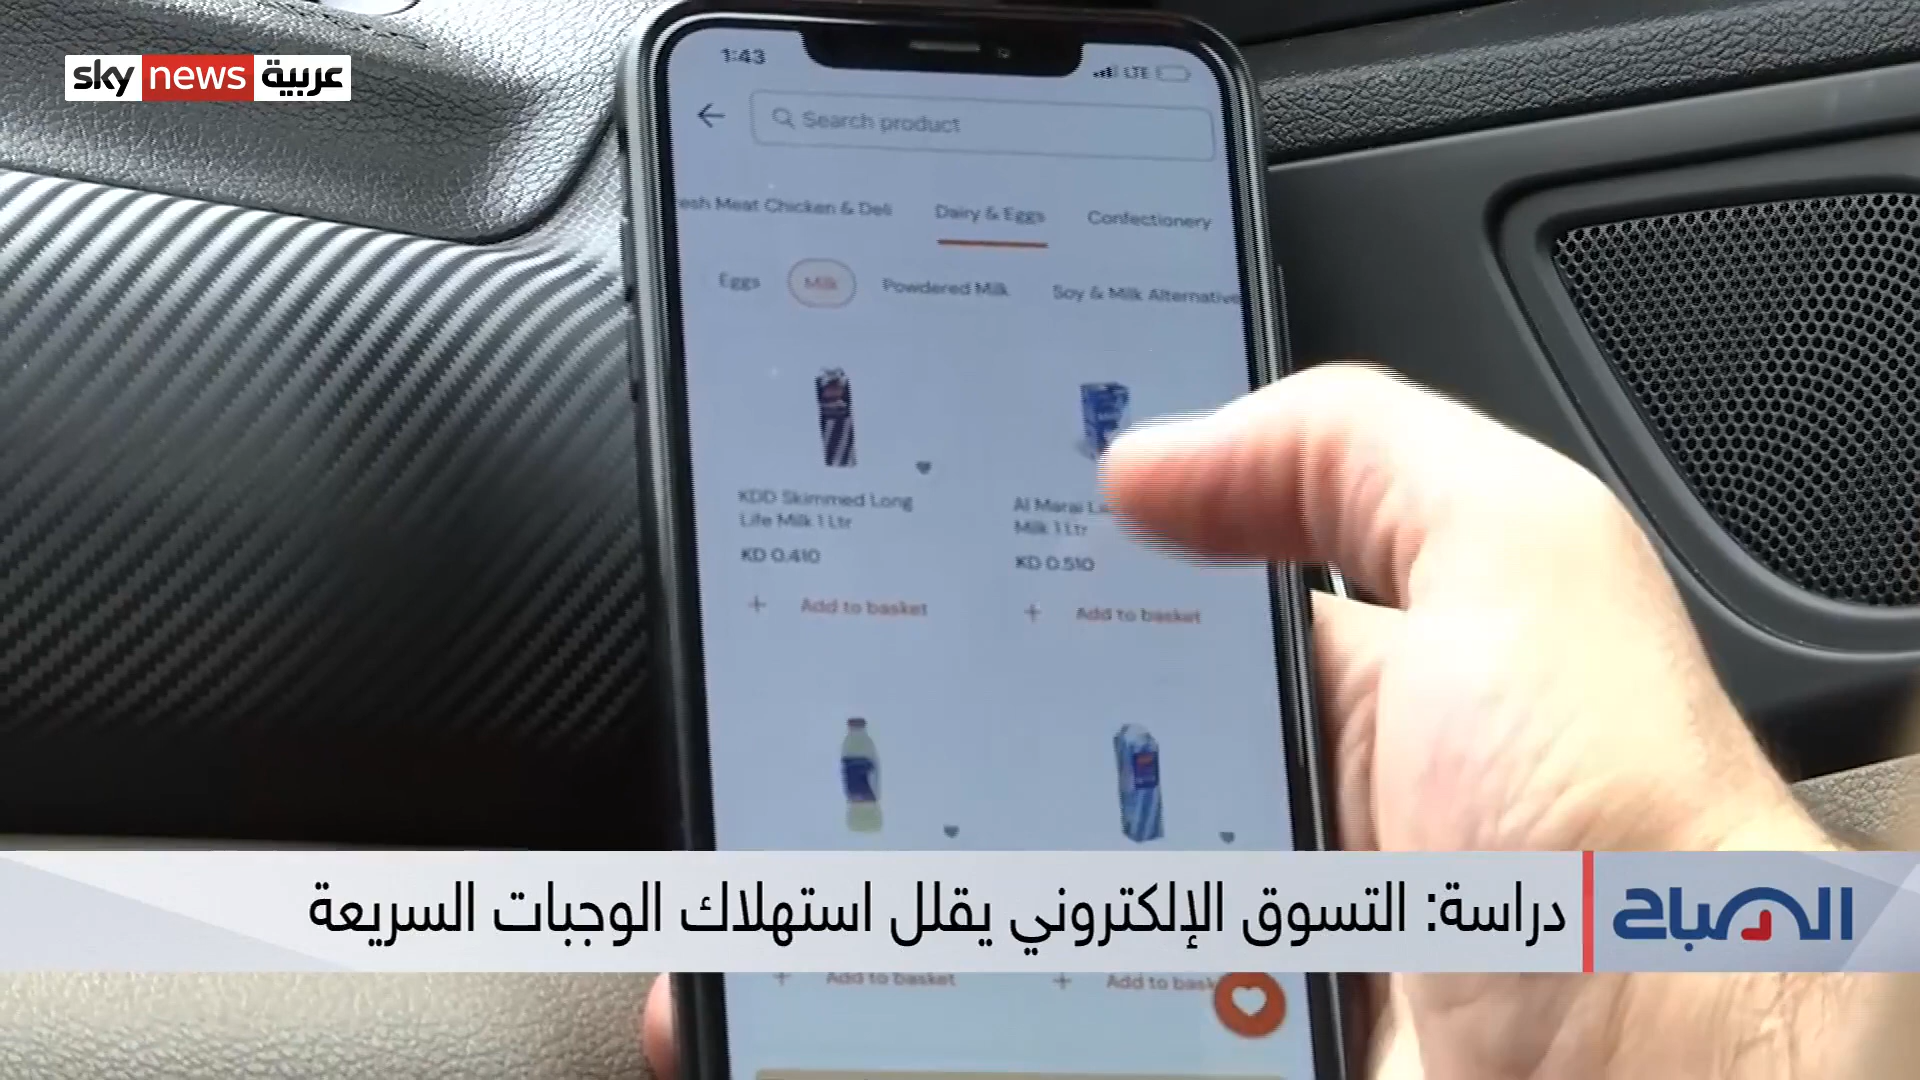 sky news عربية
1:43
LTE
Search product
esh Meat Chicken & Deli Dairy & Eggs Confectionery
Eggs Milk Powdered Milk Soy & Milk Alternative
KDD Skimmed Long
Life Milk 1 Ltr
KD 0.410
+ Add to basket
Al Marai
Milk 1 Ltr
KD 0.510
+ Add to basket
الصباح
دراسة: التسوق الإلكتروني يقلل استهلاك الوجبات السريعة
+ Add to basket
+ Add to bask